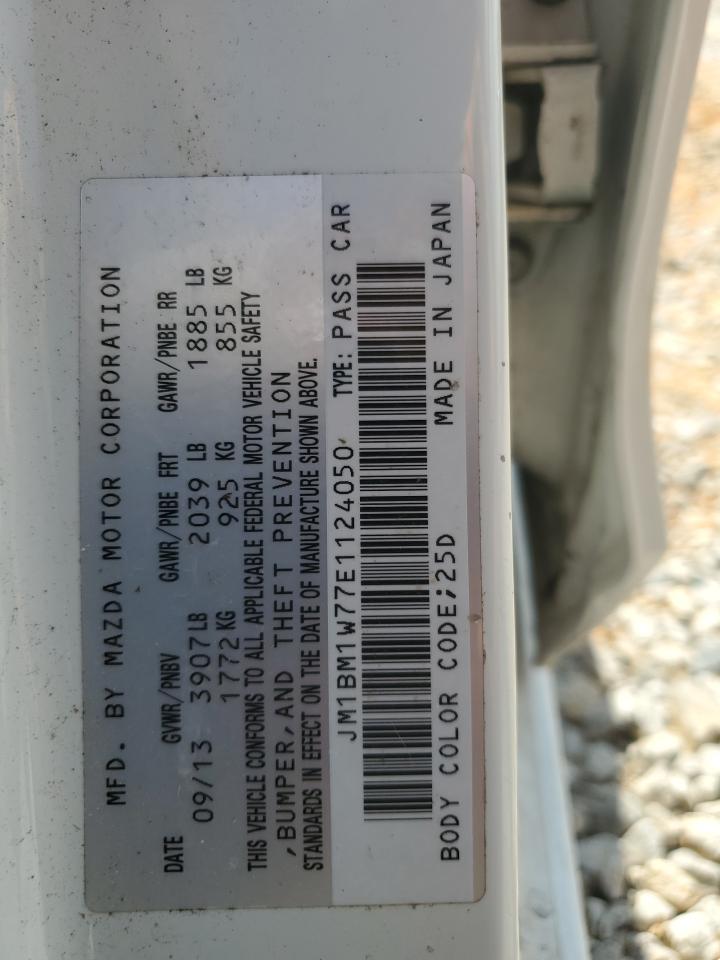 MFD. BY MAZDA MOTOR CORPORATION
DATE GVWR/PNBV GAWR/PNBE FRT GAWR/PNBE RR
09/13 3907 LB 2039 LB 1885 LB
1772 KG 925 KG 855 KG
THIS VEHICLE CONFORMS TO ALL APPLICABLE FEDERAL MOTOR VEHICLE SAFETY
,BUMPER,AND THEFT PREVENTION
STANDARDS IN EFFECT ON THE DATE OF MANUFACTURE SHOWN ABOVE.
JM1BM1W77E1124050 TYPE: PASS CAR
BODY COLOR CODE;25D MADE IN JAPAN